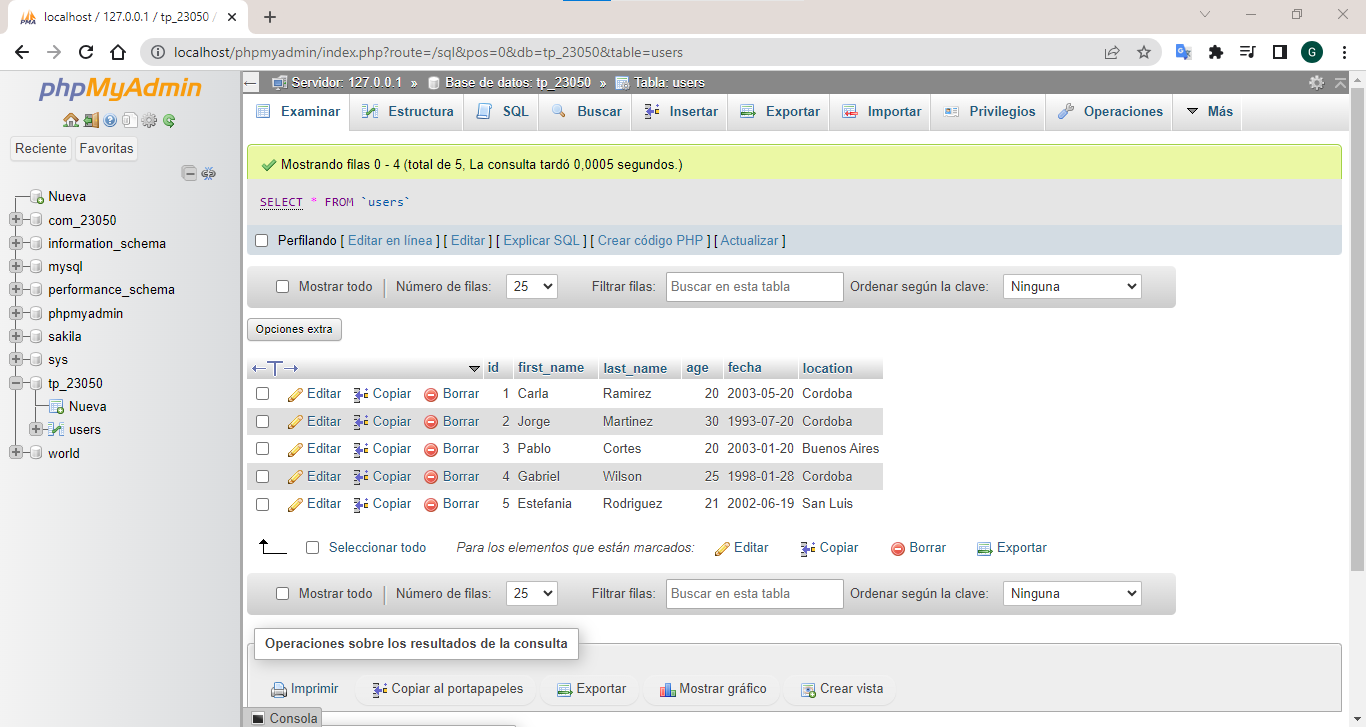 localhost / 127.0.0.1 / tp_23050 /
localhost/phpmyadmin/index.php?route=/sql&pos=0&db=tp_23050&table=users
G
phpMyAdmin
Reciente Favoritas
Nueva
com_23050
information_schema
mysql
performance_schema
phpmyadmin
sakila
sys
tp_23050
Nueva
users
world
Servidor: 127.0.0.1 » Base de datos: tp_23050 » Tabla: users
Examinar Estructura SQL Buscar Insertar Exportar Importar Privilegios Operaciones Más
Mostrando filas 0 - 4 (total de 5, La consulta tardó 0,0005 segundos.)
SELECT * FROM `users`
Perfilando [ Editar en línea ] [ Editar ] [ Explicar SQL ] [ Crear código PHP ] [ Actualizar ]
Mostrar todo Número de filas: 25 Filtrar filas: Buscar en esta tabla Ordenar según la clave: Ninguna
Opciones extra
id first_name last_name age fecha location
Editar Copiar Borrar 1 Carla Ramirez 20 2003-05-20 Cordoba
Editar Copiar Borrar 2 Jorge Martinez 30 1993-07-20 Cordoba
Editar Copiar Borrar 3 Pablo Cortes 20 2003-01-20 Buenos Aires
Editar Copiar Borrar 4 Gabriel Wilson 25 1998-01-28 Cordoba
Editar Copiar Borrar 5 Estefania Rodriguez 21 2002-06-19 San Luis
Seleccionar todo Para los elementos que están marcados: Editar Copiar Borrar Exportar
Mostrar todo Número de filas: 25 Filtrar filas: Buscar en esta tabla Ordenar según la clave: Ninguna
Operaciones sobre los resultados de la consulta
Imprimir Copiar al portapapeles Exportar Mostrar gráfico Crear vista
Consola